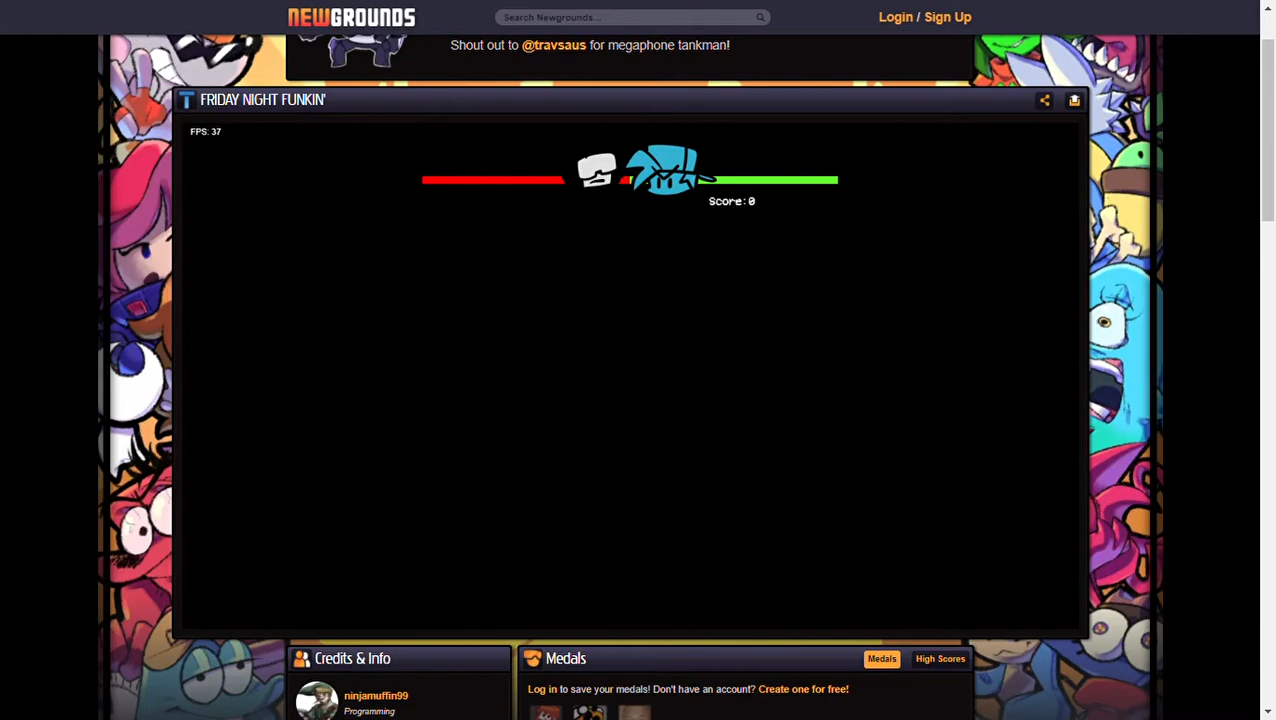 NEWGROUNDS
Search Newgrounds...
Login / Sign Up
Shout out to @travsaus for megaphone tankman!
FRIDAY NIGHT FUNKIN'
FPS: 37
Score:0
Credits & Info
Medals
Medals
High Scores
ninjamuffin99
Programming
Log in to save your medals! Don't have an account? Create one for free!